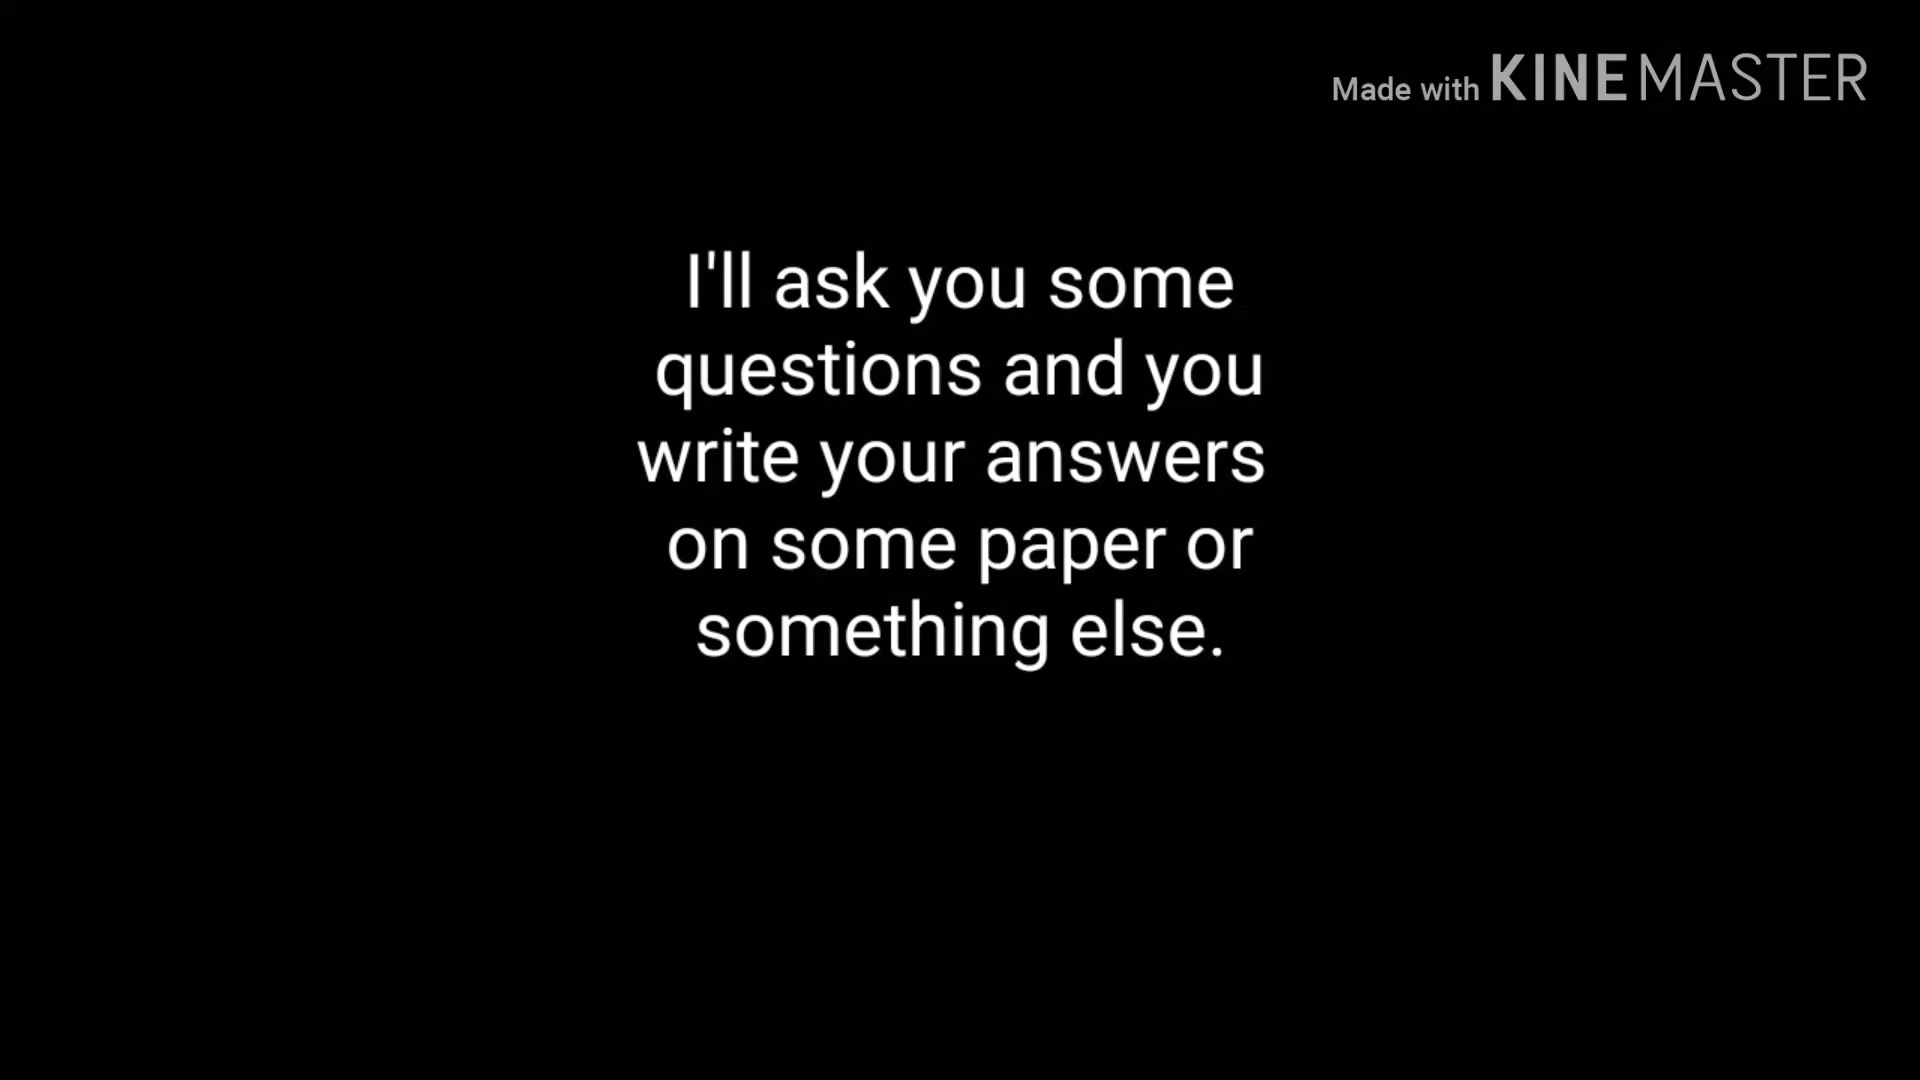 Made with KINEMASTER
I'll ask you some
questions and you
write your answers
on some paper or
something else.